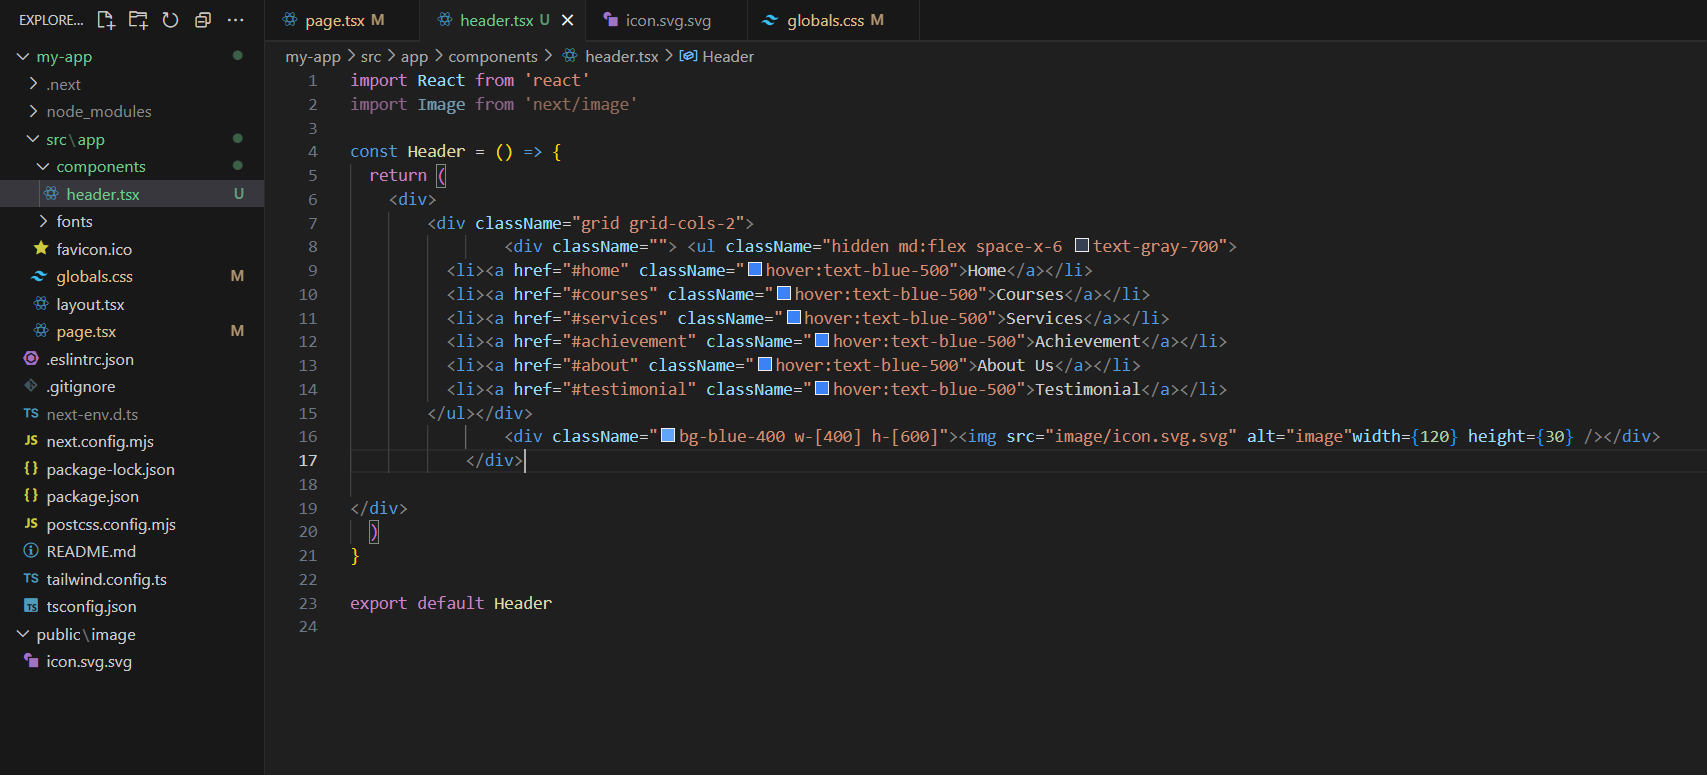 EXPLORE... ···
my-app
.next
node_modules
src\app
components
header.tsx U
fonts
favicon.ico
globals.css M
layout.tsx
page.tsx M
.eslintrc.json
.gitignore
TS next-env.d.ts
JS next.config.mjs
{} package-lock.json
{} package.json
JS postcss.config.mjs
README.md
TS tailwind.config.ts
TS tsconfig.json
public\image
icon.svg.svg
page.tsx M header.tsx U icon.svg.svg globals.css M
my-app > src > app > components > header.tsx > Header
1 import React from 'react'
2 import Image from 'next/image'
3
4 const Header = () => {
5 return (
6 <div>
7 <div className="grid grid-cols-2">
8 <div className=""> <ul className="hidden md:flex space-x-6 text-gray-700">
9 <li><a href="#home" className="hover:text-blue-500">Home</a></li>
10 <li><a href="#courses" className="hover:text-blue-500">Courses</a></li>
11 <li><a href="#services" className="hover:text-blue-500">Services</a></li>
12 <li><a href="#achievement" className="hover:text-blue-500">Achievement</a></li>
13 <li><a href="#about" className="hover:text-blue-500">About Us</a></li>
14 <li><a href="#testimonial" className="hover:text-blue-500">Testimonial</a></li>
15 </ul></div>
16 <div className="bg-blue-400 w-[400] h-[600]"><img src="image/icon.svg.svg" alt="image"width={120} height={30} /></div>
17 </div>
18
19 </div>
20 )
21 }
22
23 export default Header
24